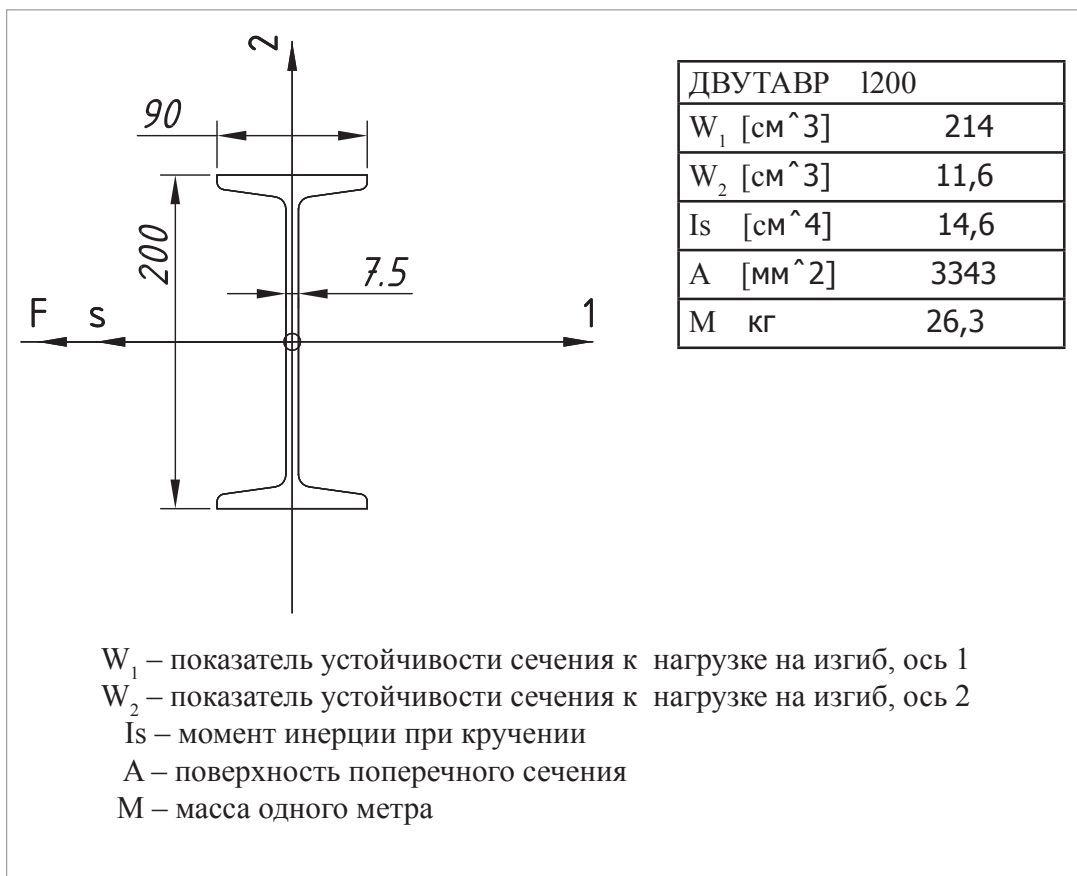 2
90
200
7.5
F s 1
ДВУТАВР I200
W1 [см^3] 214
W2 [см^3] 11,6
Is [см^4] 14,6
A [мм^2] 3343
M кг 26,3
W1 – показатель устойчивости сечения к нагрузке на изгиб, ось 1
W2 – показатель устойчивости сечения к нагрузке на изгиб, ось 2
Is – момент инерции при кручении
A – поверхность поперечного сечения
M – масса одного метра